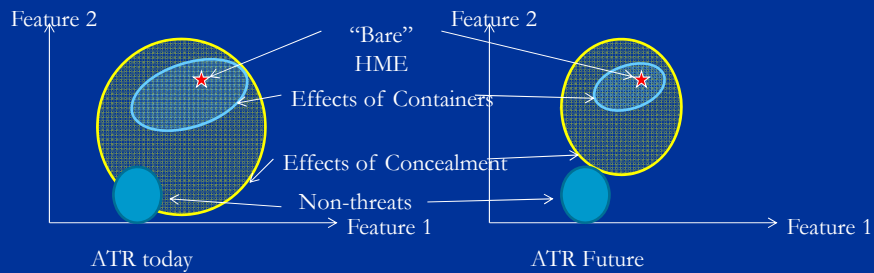 Feature 2
“Bare”
HME
Feature 2
Effects of Containers
Effects of Concealment
Non-threats
Feature 1
Feature 1
ATR today
ATR Future